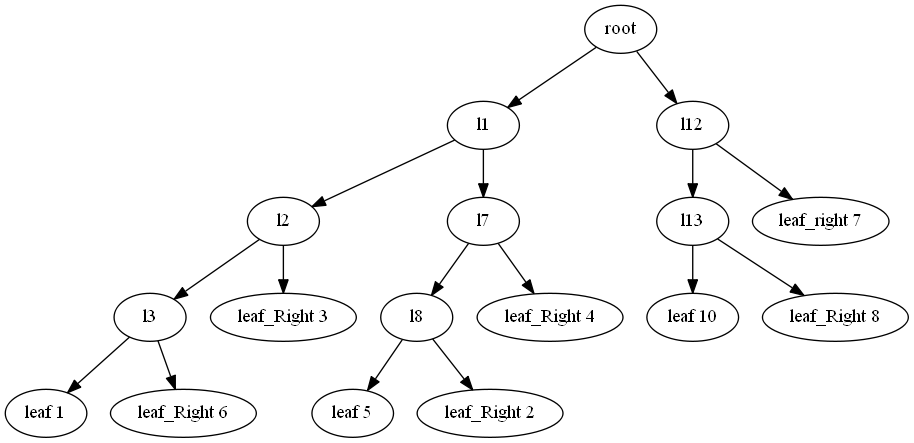 root
l1
l12
l2
l7
l13
leaf_right 7
l3
leaf_Right 3
l8
leaf_Right 4
leaf 10
leaf_Right 8
leaf 1
leaf_Right 6
leaf 5
leaf_Right 2